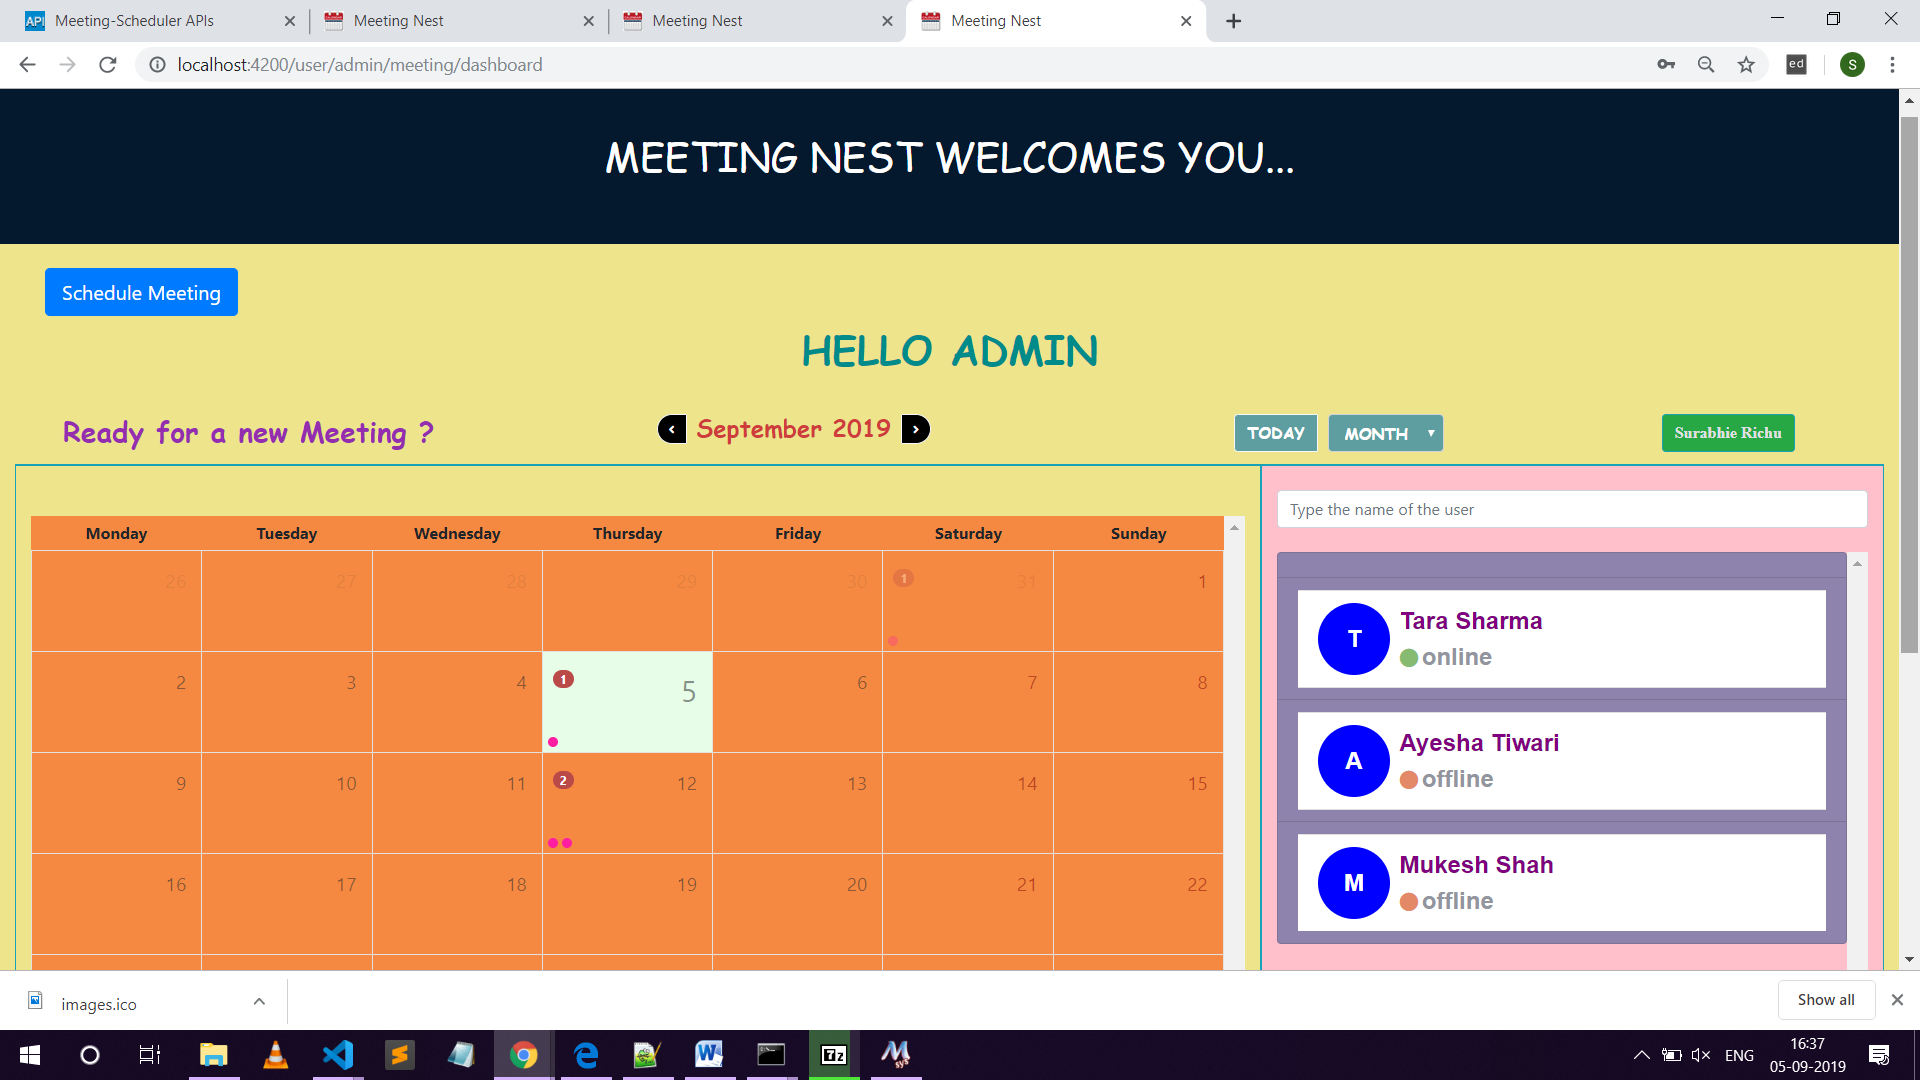 Meeting-Scheduler APIs
Meeting Nest
Meeting Nest
Meeting Nest
localhost:4200/user/admin/meeting/dashboard
ed
S
MEETING NEST WELCOMES YOU...
Schedule Meeting
HELLO ADMIN
Ready for a new Meeting ?
September 2019
TODAY
MONTH
Surabhie Richu
Type the name of the user
Monday Tuesday Wednesday Thursday Friday Saturday Sunday
26 27 28 29 30 1 31 1
2 3 4 1 5 6 7 8
9 10 11 2 12 13 14 15
16 17 18 19 20 21 22
T
Tara Sharma
online
A
Ayesha Tiwari
offline
M
Mukesh Shah
offline
images.ico
Show all
ENG
16:37
05-09-2019